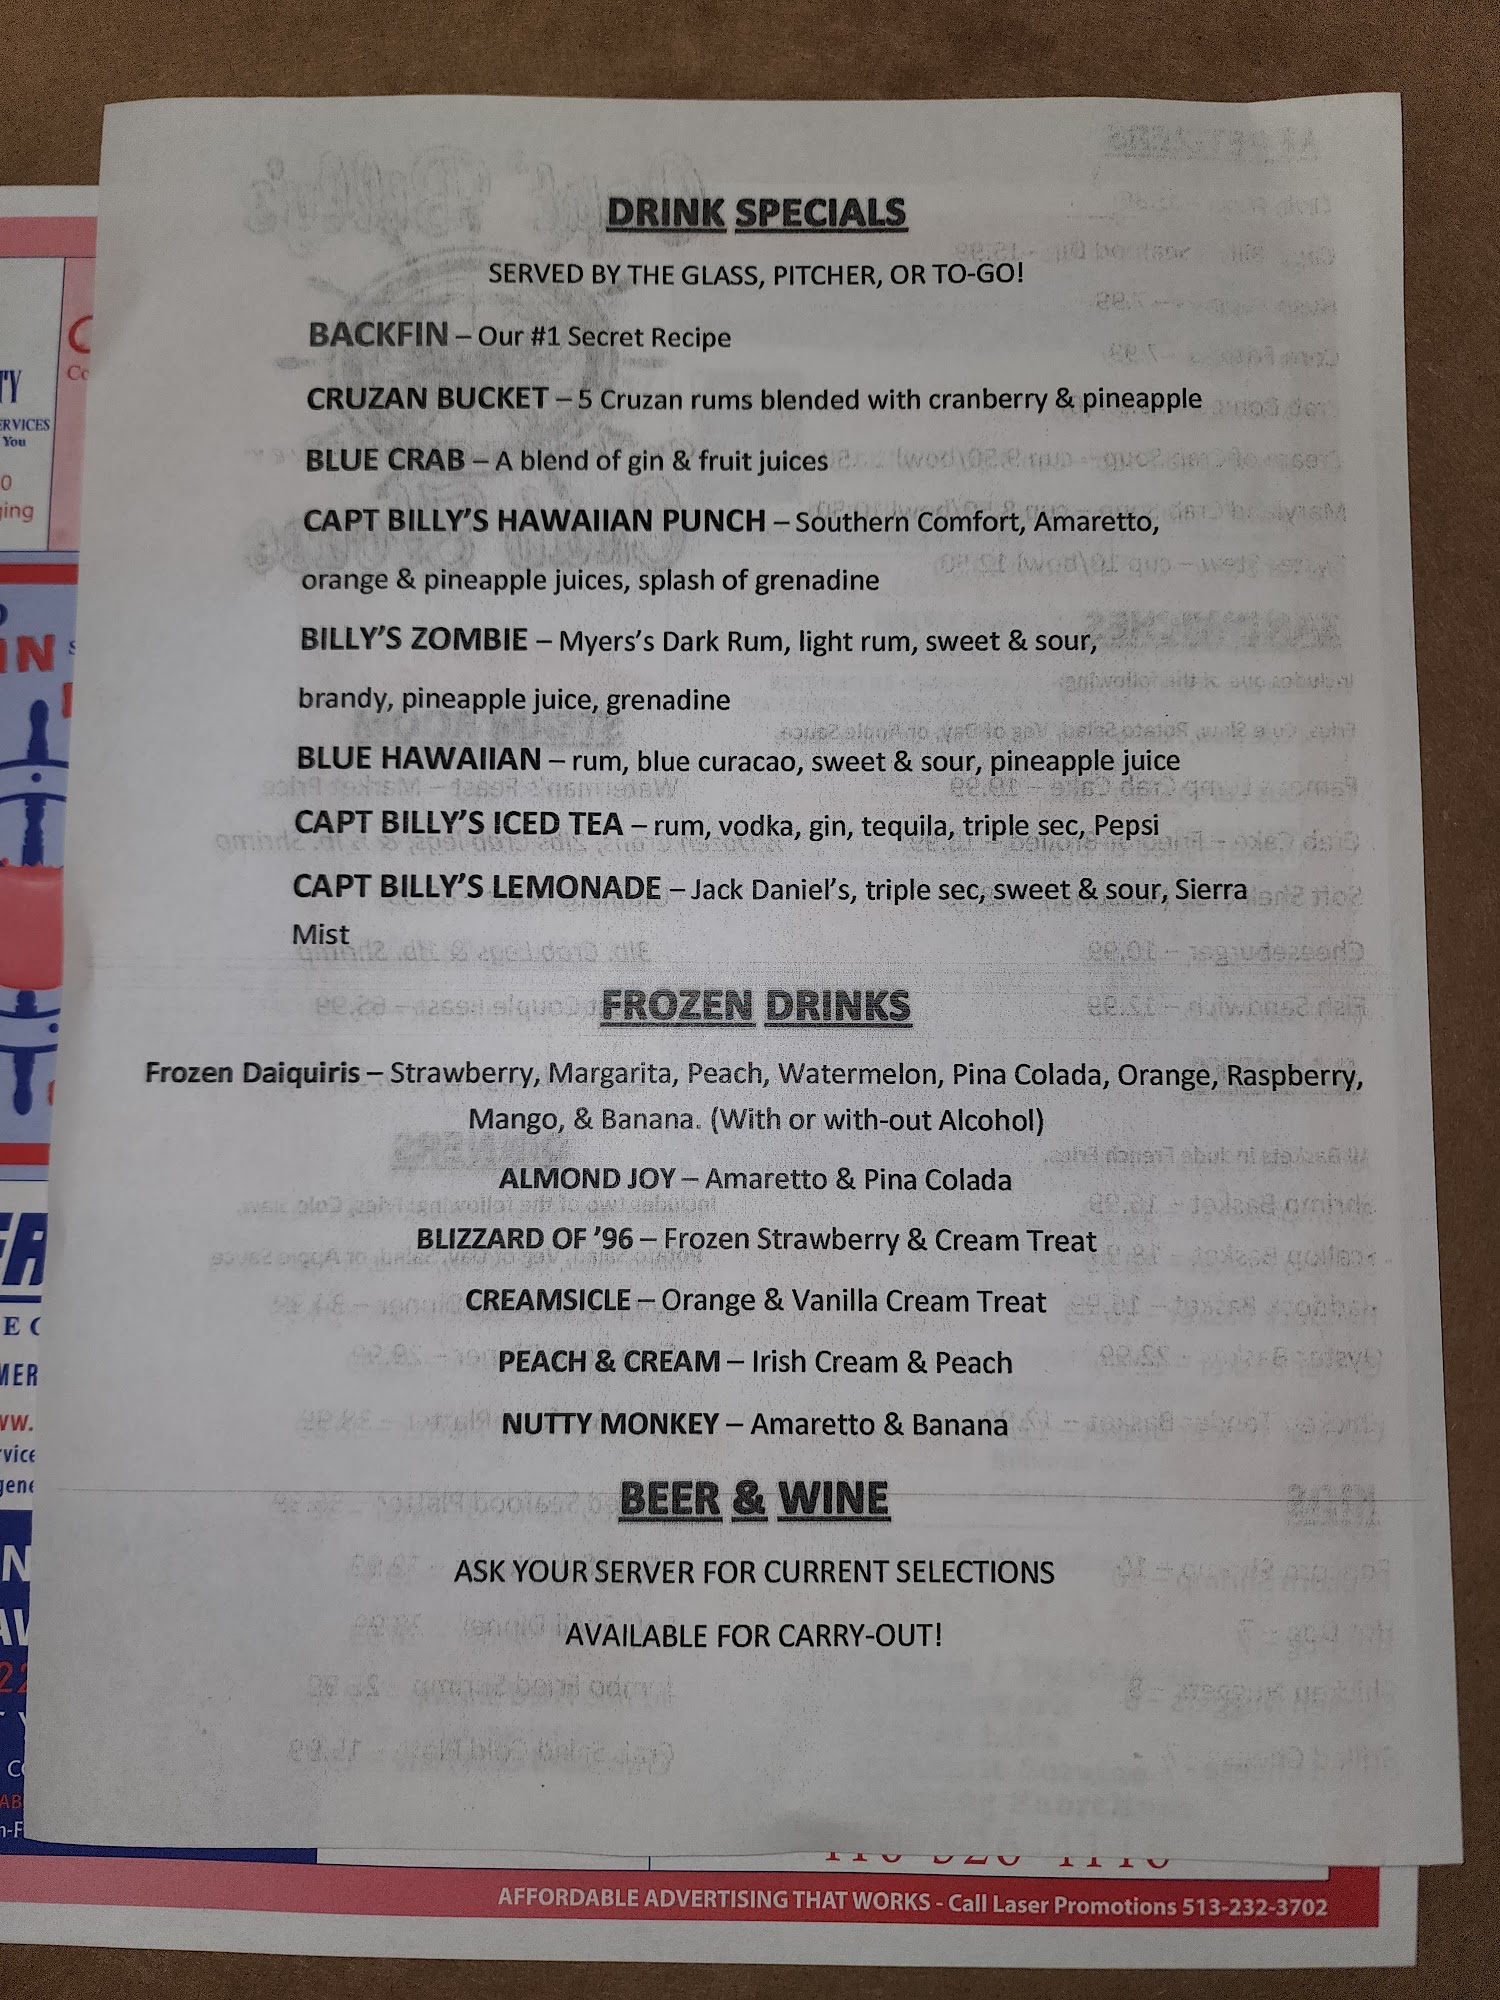 DRINK SPECIALS
SERVED BY THE GLASS, PITCHER, OR TO-GO!
BACKFIN – Our #1 Secret Recipe
CRUZAN BUCKET – 5 Cruzan rums blended with cranberry & pineapple
BLUE CRAB – A blend of gin & fruit juices
CAPT BILLY'S HAWAIIAN PUNCH – Southern Comfort, Amaretto,
orange & pineapple juices, splash of grenadine
BILLY'S ZOMBIE – Myers's Dark Rum, light rum, sweet & sour,
brandy, pineapple juice, grenadine
BLUE HAWAIIAN – rum, blue curacao, sweet & sour, pineapple juice
CAPT BILLY'S ICED TEA – rum, vodka, gin, tequila, triple sec, Pepsi
CAPT BILLY'S LEMONADE – Jack Daniel's, triple sec, sweet & sour, Sierra
Mist
FROZEN DRINKS
Frozen Daiquiris – Strawberry, Margarita, Peach, Watermelon, Pina Colada, Orange, Raspberry,
Mango, & Banana. (With or with-out Alcohol)
ALMOND JOY – Amaretto & Pina Colada
BLIZZARD OF '96 – Frozen Strawberry & Cream Treat
CREAMSICLE – Orange & Vanilla Cream Treat
PEACH & CREAM – Irish Cream & Peach
NUTTY MONKEY – Amaretto & Banana
BEER & WINE
ASK YOUR SERVER FOR CURRENT SELECTIONS
AVAILABLE FOR CARRY-OUT!
AFFORDABLE ADVERTISING THAT WORKS - Call Laser Promotions 513-232-3702